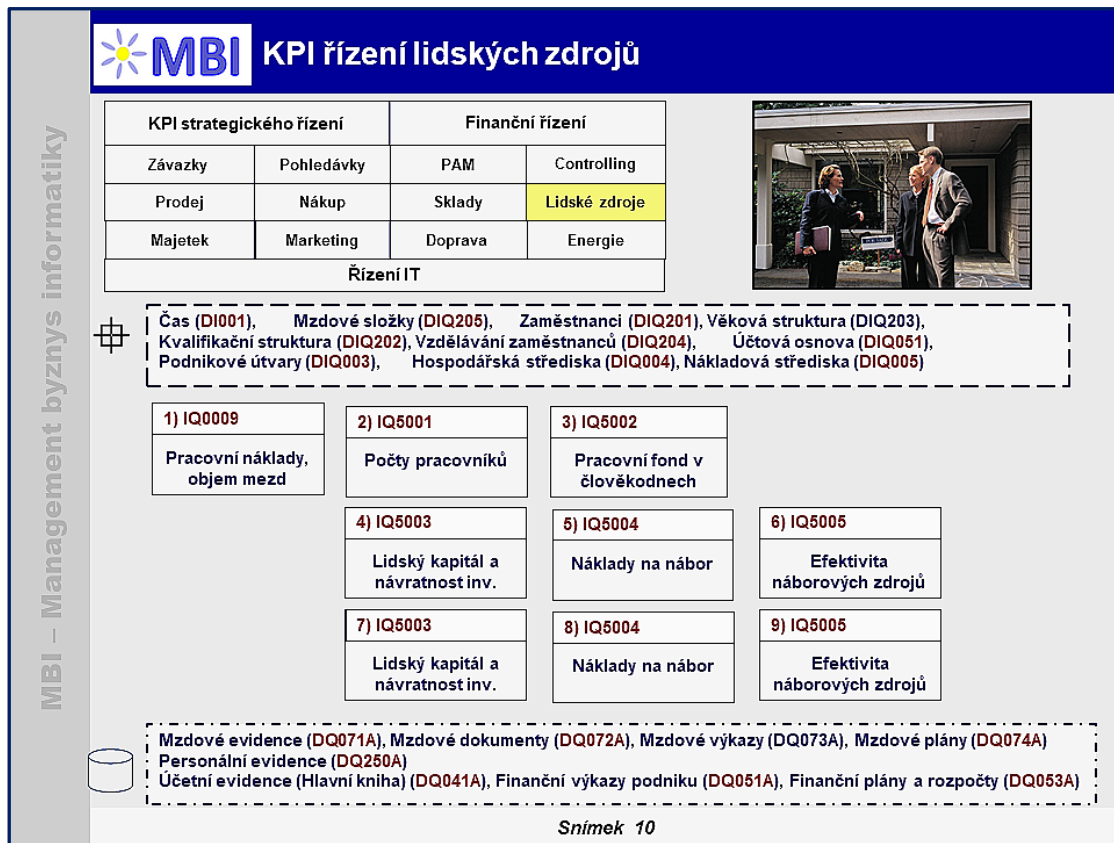 MBI – Management byznys informatiky
MBI
KPI řízení lidských zdrojů
KPI strategického řízení
Finanční řízení
Závazky
Pohledávky
PAM
Controlling
Prodej
Nákup
Sklady
Lidské zdroje
Majetek
Marketing
Doprava
Energie
Řízení IT
Čas (DI001), Mzdové složky (DIQ205), Zaměstnanci (DIQ201), Věková struktura (DIQ203),
Kvalifikační struktura (DIQ202), Vzdělávání zaměstnanců (DIQ204), Účtová osnova (DIQ051),
Podnikové útvary (DIQ003), Hospodářská střediska (DIQ004), Nákladová střediska (DIQ005)
1) IQ0009
Pracovní náklady,
objem mezd
2) IQ5001
Počty pracovníků
3) IQ5002
Pracovní fond v
člověkodnech
4) IQ5003
Lidský kapitál a
návratnost inv.
5) IQ5004
Náklady na nábor
6) IQ5005
Efektivita
náborových zdrojů
7) IQ5003
Lidský kapitál a
návratnost inv.
8) IQ5004
Náklady na nábor
9) IQ5005
Efektivita
náborových zdrojů
Mzdové evidence (DQ071A), Mzdové dokumenty (DQ072A), Mzdové výkazy (DQ073A), Mzdové plány (DQ074A)
Personální evidence (DQ250A)
Účetní evidence (Hlavní kniha) (DQ041A), Finanční výkazy podniku (DQ051A), Finanční plány a rozpočty (DQ053A)
Snímek 10